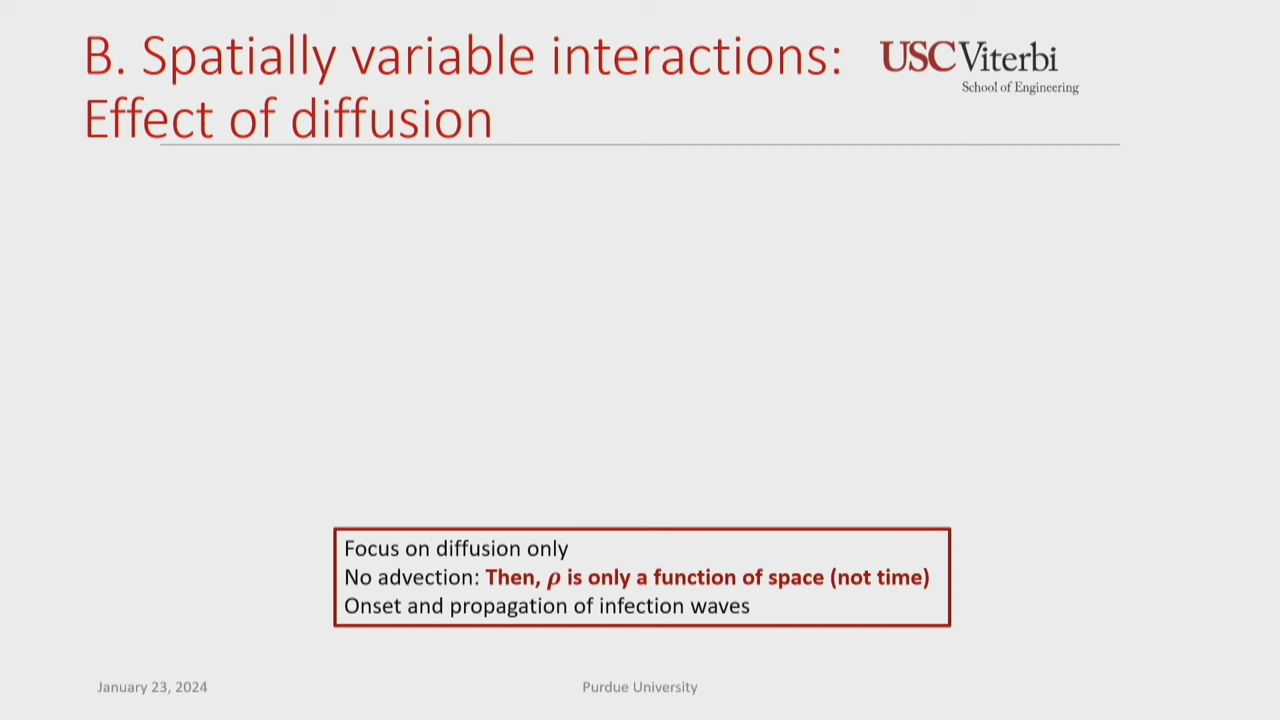 B. Spatially variable interactions:
Effect of diffusion
USC Viterbi
School of Engineering
Focus on diffusion only
No advection: Then, ρ is only a function of space (not time)
Onset and propagation of infection waves
January 23, 2024
Purdue University